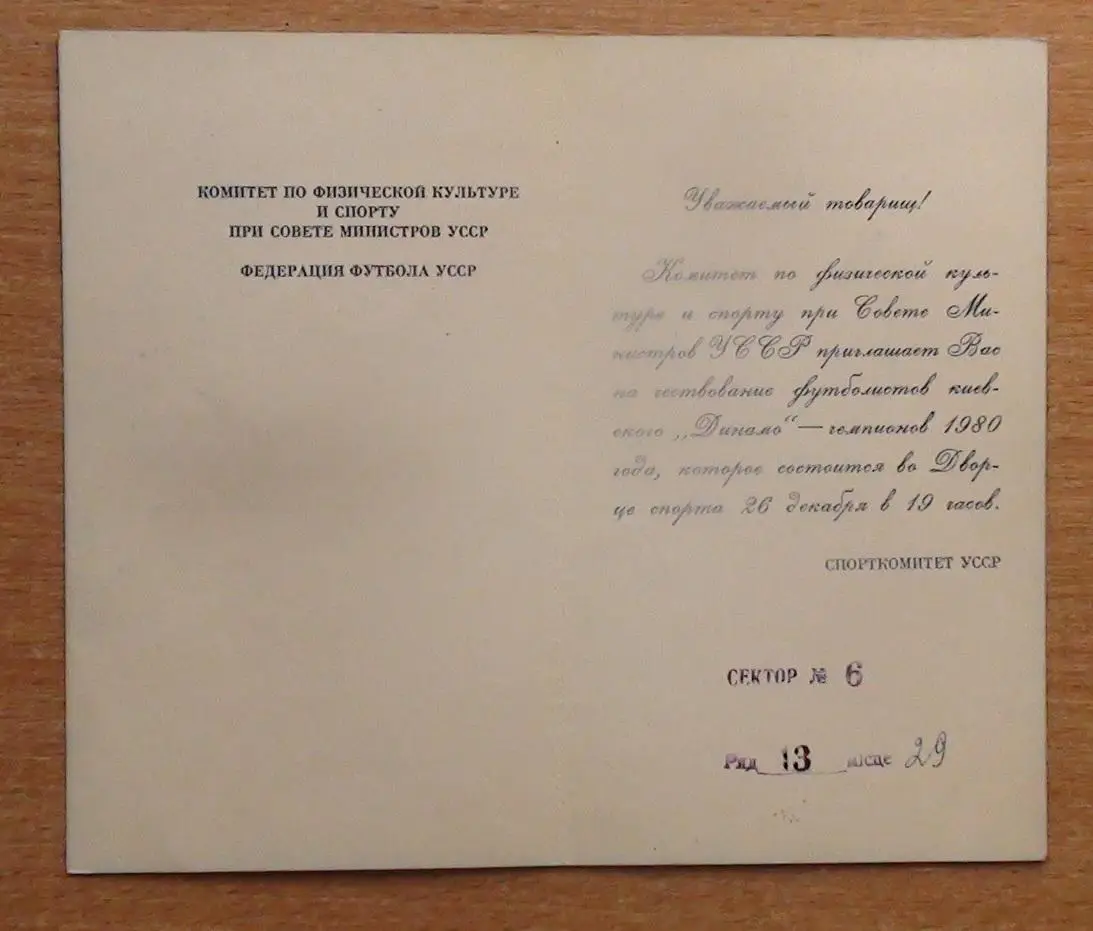 КОМИТЕТ ПО ФИЗИЧЕСКОЙ КУЛЬТУРЕ
И СПОРТУ
ПРИ СОВЕТЕ МИНИСТРОВ УССР
ФЕДЕРАЦИЯ ФУТБОЛА УССР
Уважаемый товарищ!
Комитет по физической куль-
туре и спорту при Совете Ми-
нистров УССР приглашает Вас
на чествование футболистов киев-
ского „Динамо“ — чемпионов 1980
года, которое состоится во Двор-
це спорта 26 декабря в 19 часов.
СПОРТКОМИТЕТ УССР
СЕКТОР № 6
Ряд 13 місце 29